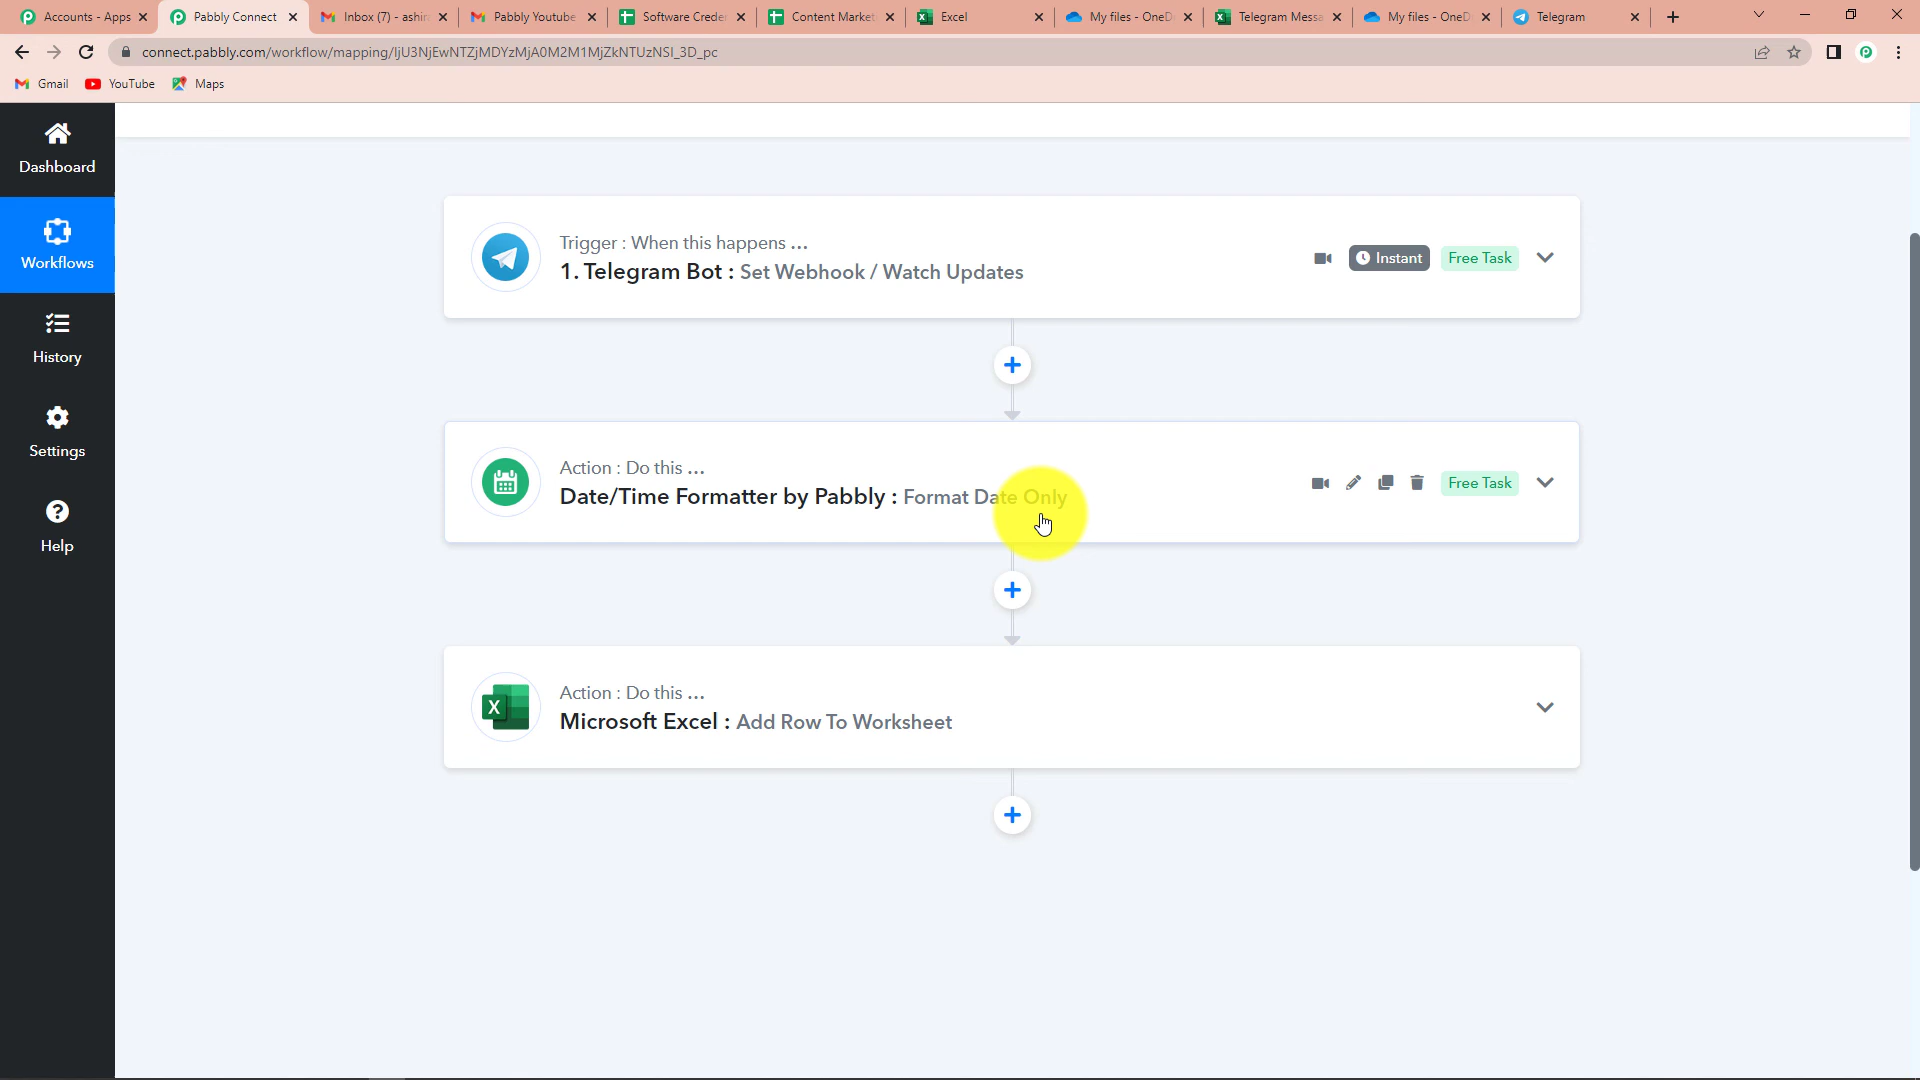 Accounts - Apps
Pabbly Connect
Inbox (7) - ashir
Pabbly Youtube
Software Crede
Content Market
Excel
My files - OneD
Telegram Messa
My files - OneD
Telegram
connect.pabbly.com/workflow/mapping/IjU3NjEwNTZjMDYzMjA0M2M1MjZkNTUzNSI_3D_pc
Gmail
YouTube
Maps
Dashboard
Workflows
History
Settings
Help
Trigger : When this happens ...
1. Telegram Bot : Set Webhook / Watch Updates
Instant
Free Task
Action : Do this ...
Date/Time Formatter by Pabbly : Format Date Only
Free Task
Action : Do this ...
Microsoft Excel : Add Row To Worksheet